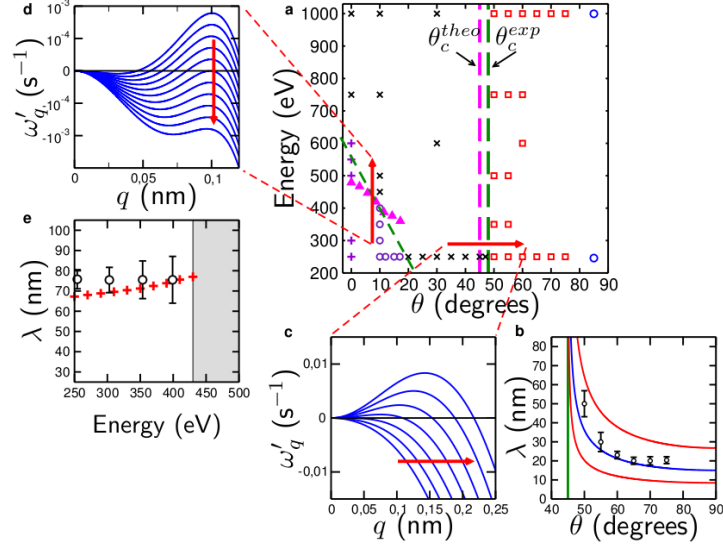 d
10⁻³
10⁻⁴
0
10⁻⁴
10⁻³
ω′q (s⁻¹)
0
0,05
0,1
q (nm)
a
1000
900
800
700
600
500
400
300
200
Energy (eV)
θc^theo
θc^exp
0 10 20 30 40 50 60 70 80 90
θ (degrees)
e
100
90
80
70
60
50
40
30
λ (nm)
250 300 350 400 450 500
Energy (eV)
c
0,01
0
-0,01
ω′q (s⁻¹)
0 0,05 0,1 0,15 0,2 0,25
q (nm)
b
80
70
60
50
40
30
20
10
0
λ (nm)
40 50 60 70 80 90
θ (degrees)